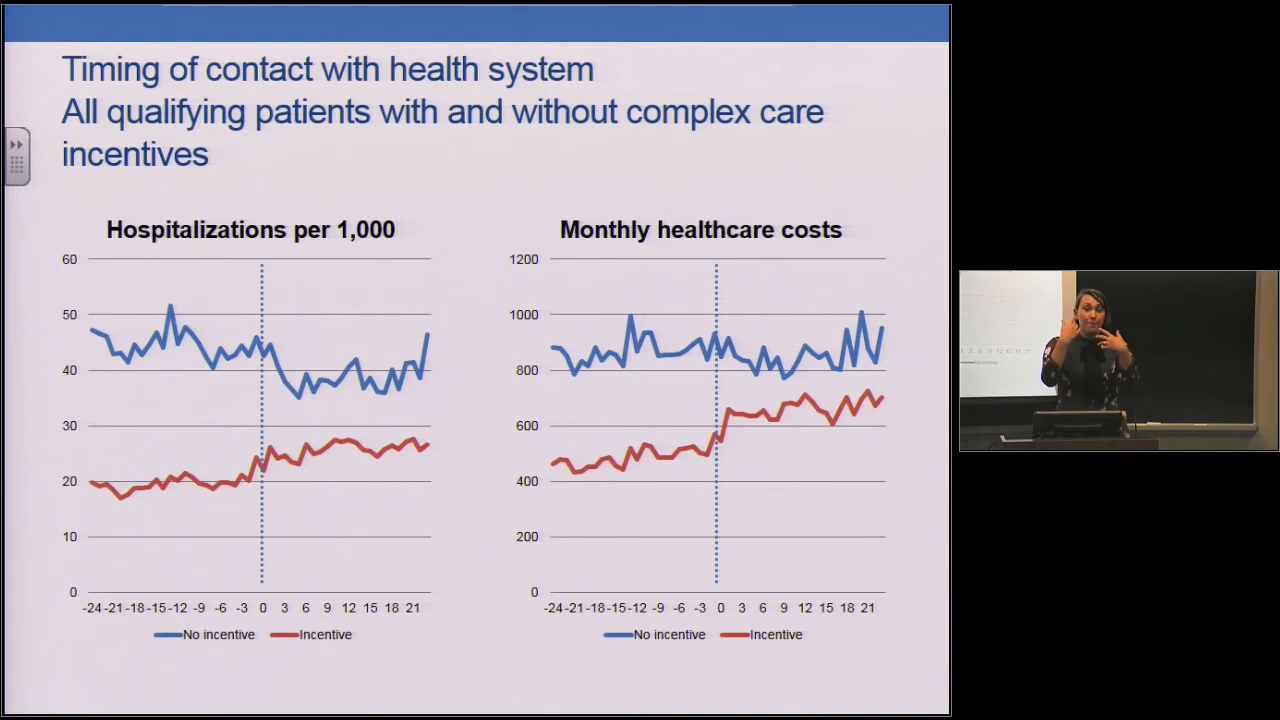 Timing of contact with health system
All qualifying patients with and without complex care
incentives
Hospitalizations per 1,000
60
50
40
30
20
10
0
-24 -21 -18 -15 -12 -9 -6 -3 0 3 6 9 12 15 18 21
No incentive Incentive
Monthly healthcare costs
1200
1000
800
600
400
200
0
-24 -21 -18 -15 -12 -9 -6 -3 0 3 6 9 12 15 18 21
No incentive Incentive